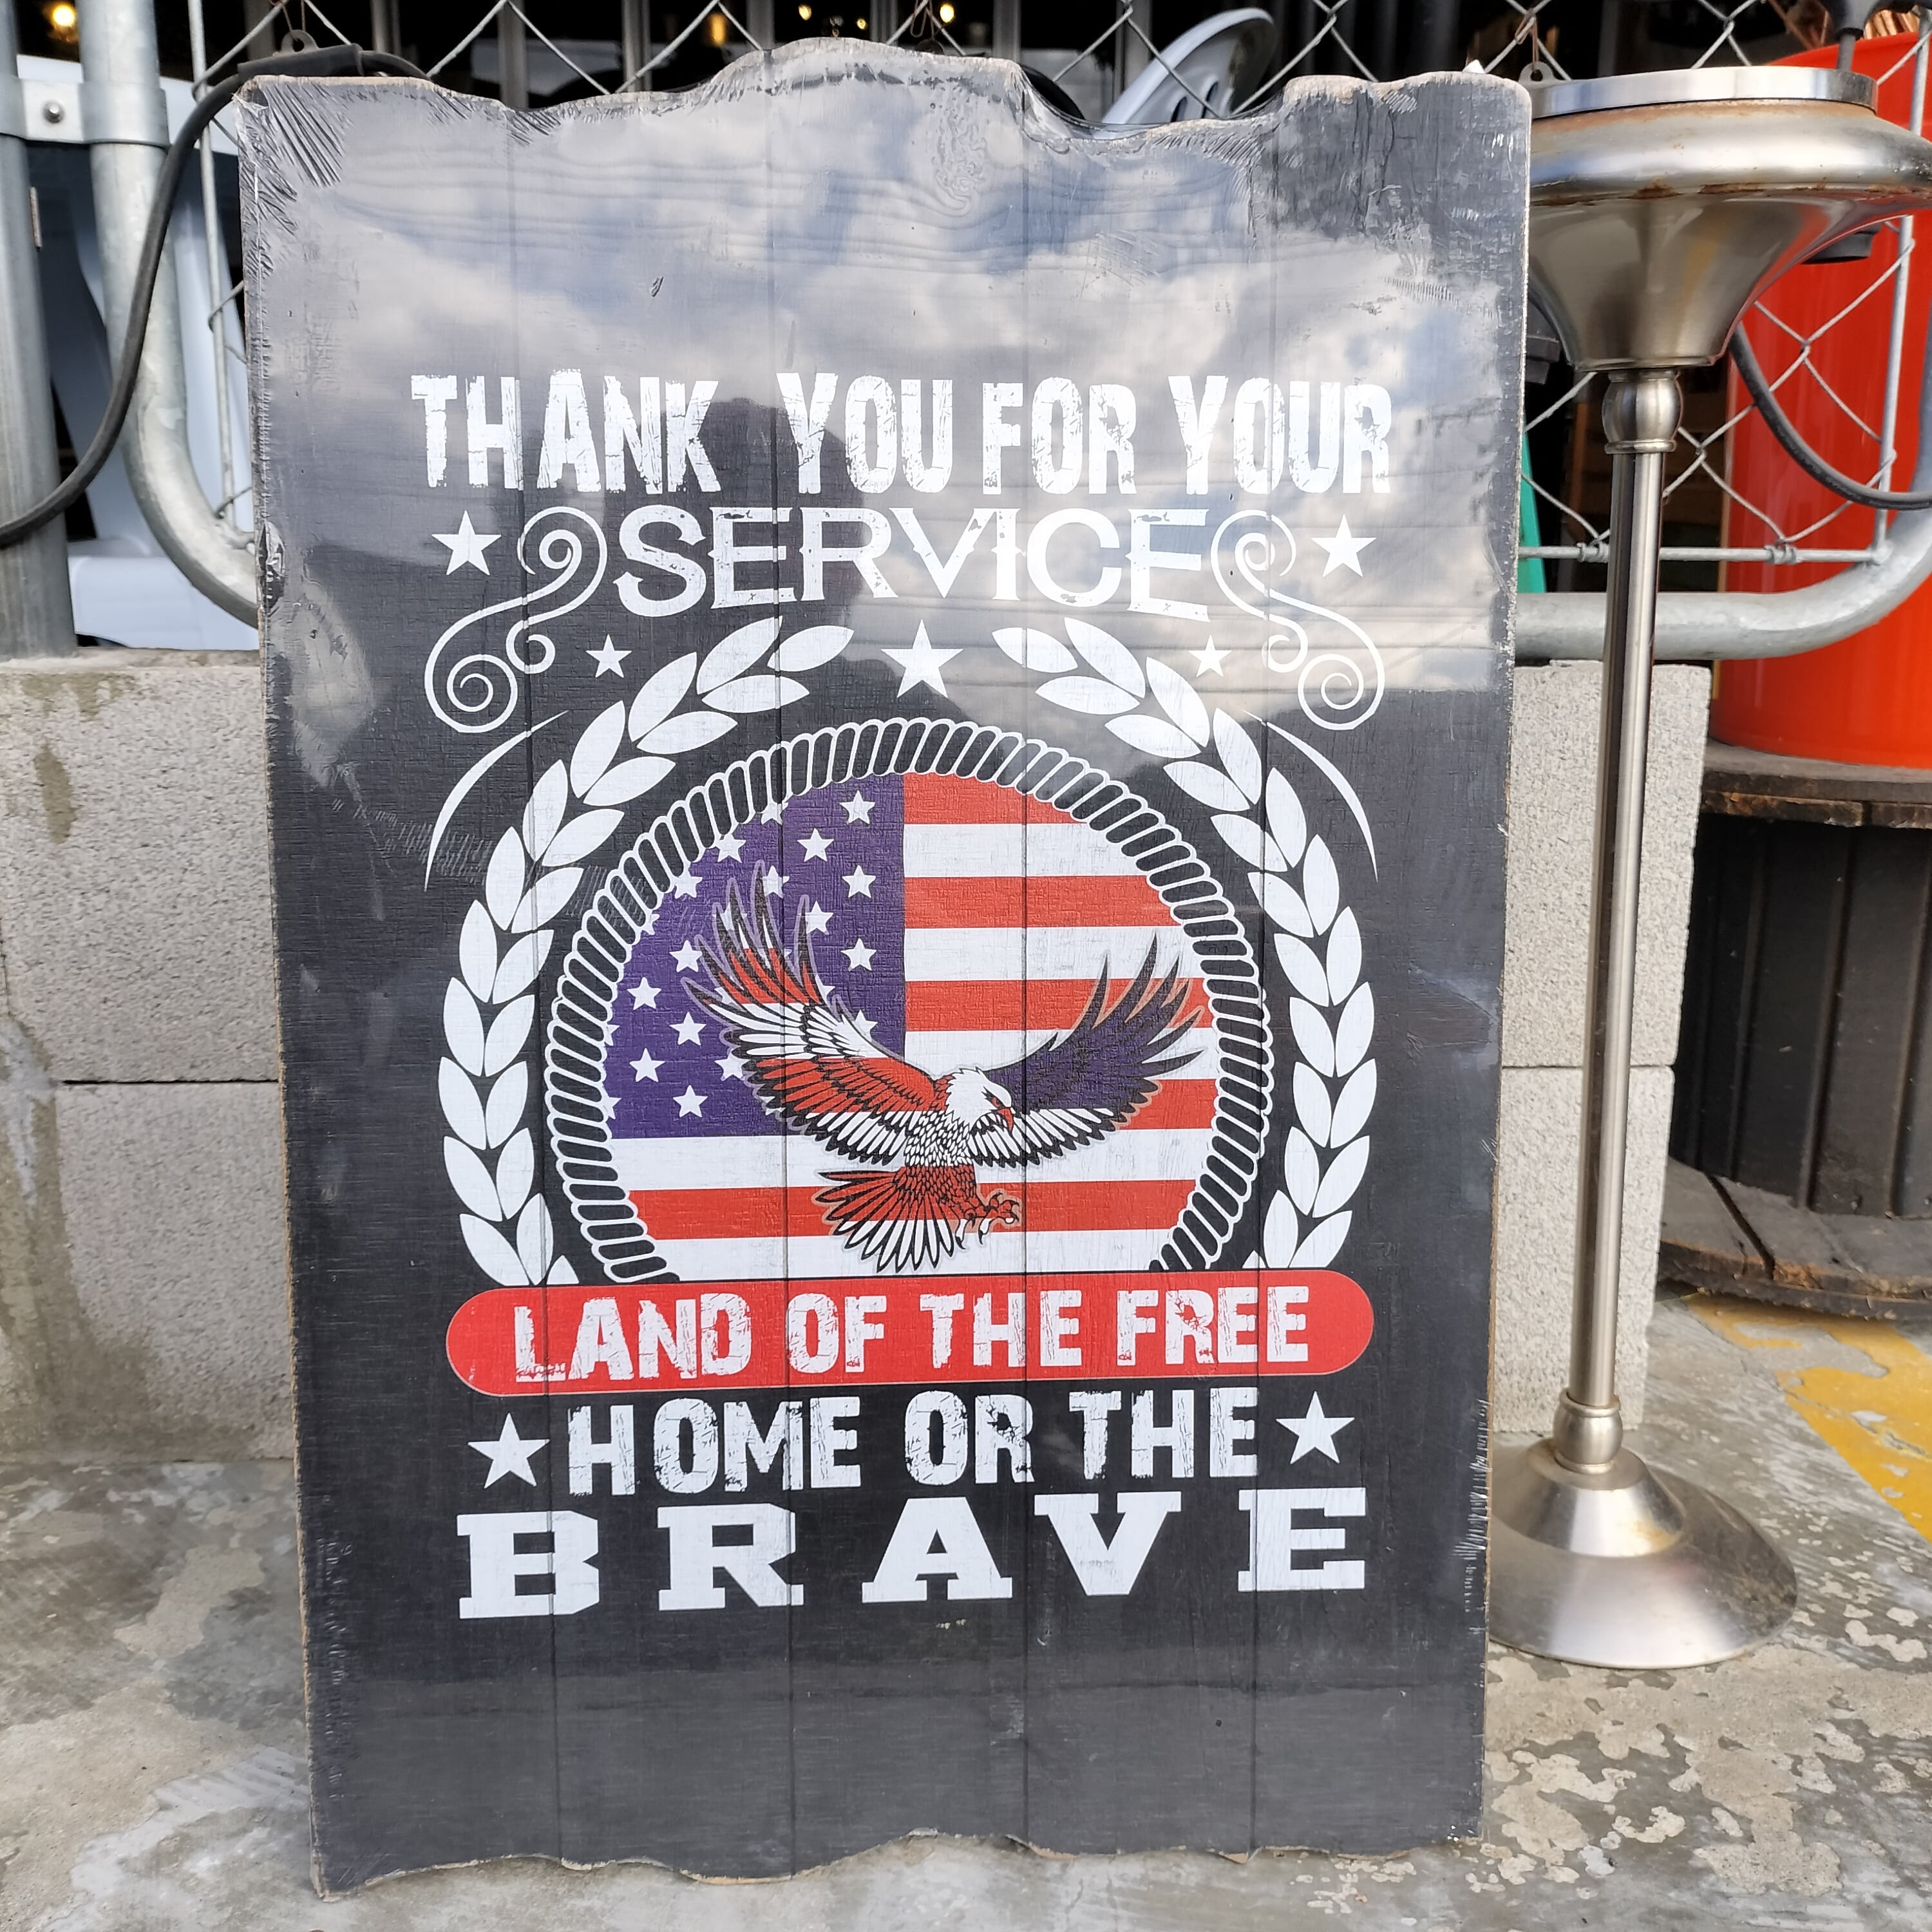 THANK YOU FOR YOUR
SERVICE
LAND OF THE FREE
HOME OR THE
BRAVE